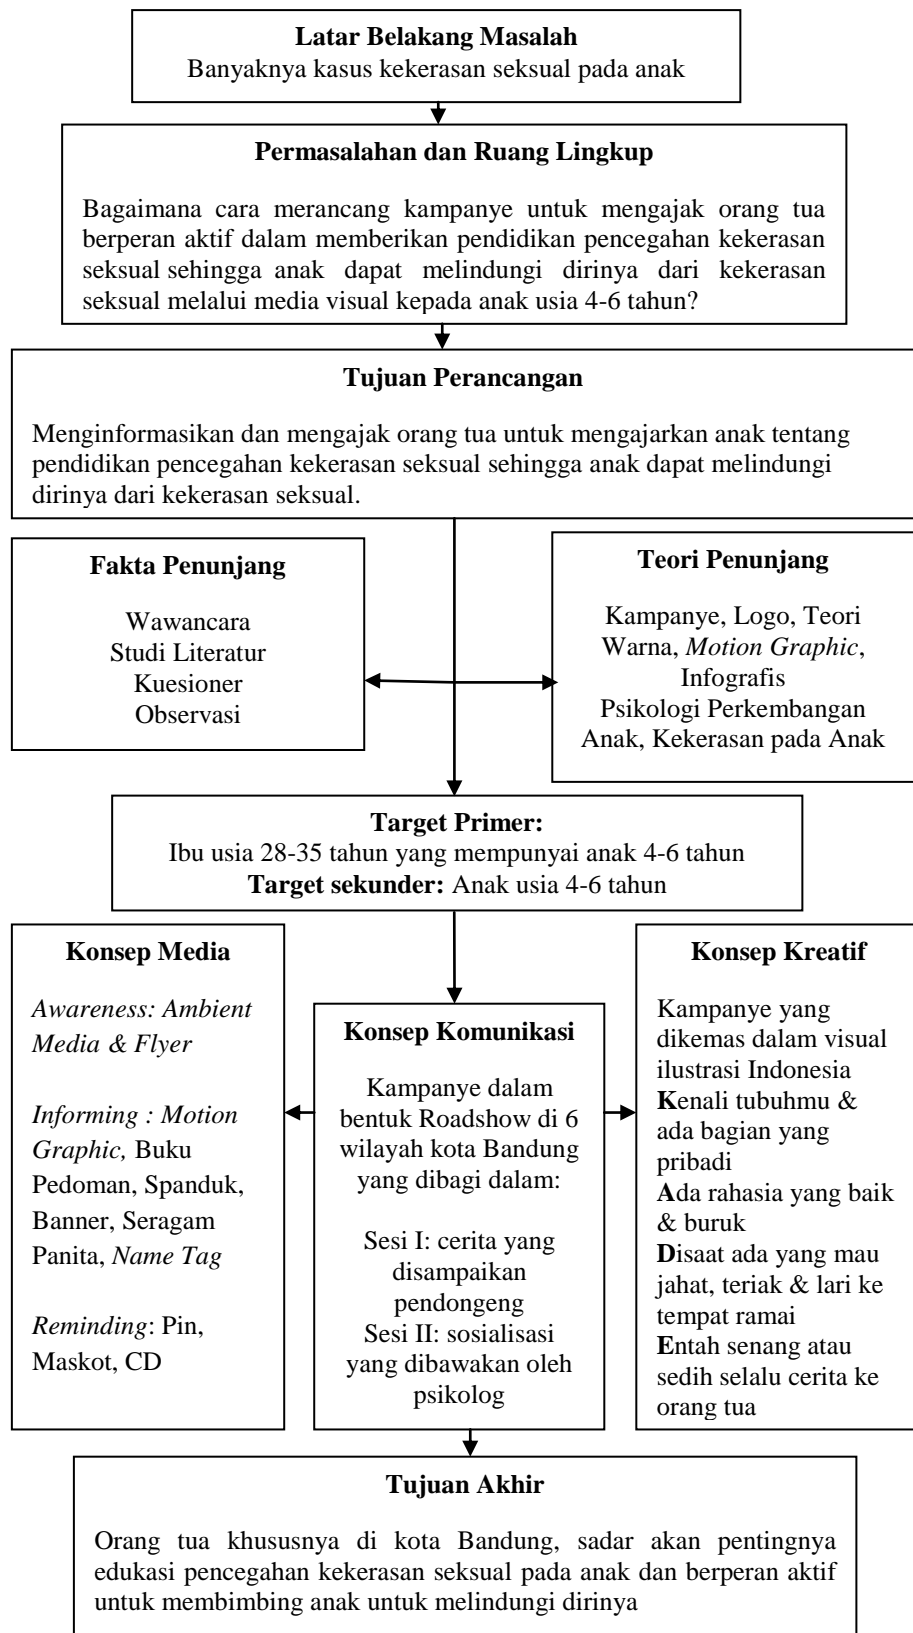 Latar Belakang Masalah
Banyaknya kasus kekerasan seksual pada anak
Permasalahan dan Ruang Lingkup
Bagaimana cara merancang kampanye untuk mengajak orang tua
berperan aktif dalam memberikan pendidikan pencegahan kekerasan
seksual sehingga anak dapat melindungi dirinya dari kekerasan
seksual melalui media visual kepada anak usia 4-6 tahun?
Tujuan Perancangan
Menginformasikan dan mengajak orang tua untuk mengajarkan anak tentang
pendidikan pencegahan kekerasan seksual sehingga anak dapat melindungi
dirinya dari kekerasan seksual.
Fakta Penunjang
Wawancara
Studi Literatur
Kuesioner
Observasi
Teori Penunjang
Kampanye, Logo, Teori
Warna, Motion Graphic,
Infografis
Psikologi Perkembangan
Anak, Kekerasan pada Anak
Target Primer:
Ibu usia 28-35 tahun yang mempunyai anak 4-6 tahun
Target sekunder: Anak usia 4-6 tahun
Konsep Media
Awareness: Ambient
Media & Flyer
Informing : Motion
Graphic, Buku
Pedoman, Spanduk,
Banner, Seragam
Panita, Name Tag
Reminding: Pin,
Maskot, CD
Konsep Komunikasi
Kampanye dalam
bentuk Roadshow di 6
wilayah kota Bandung
yang dibagi dalam:
Sesi I: cerita yang
disampaikan
pendongeng
Sesi II: sosialisasi
yang dibawakan oleh
psikolog
Konsep Kreatif
Kampanye yang
dikemas dalam visual
ilustrasi Indonesia
Kenali tubuhmu &
ada bagian yang
pribadi
Ada rahasia yang baik
& buruk
Disaat ada yang mau
jahat, teriak & lari ke
tempat ramai
Entah senang atau
sedih selalu cerita ke
orang tua
Tujuan Akhir
Orang tua khususnya di kota Bandung, sadar akan pentingnya
edukasi pencegahan kekerasan seksual pada anak dan berperan aktif
untuk membimbing anak untuk melindungi dirinya